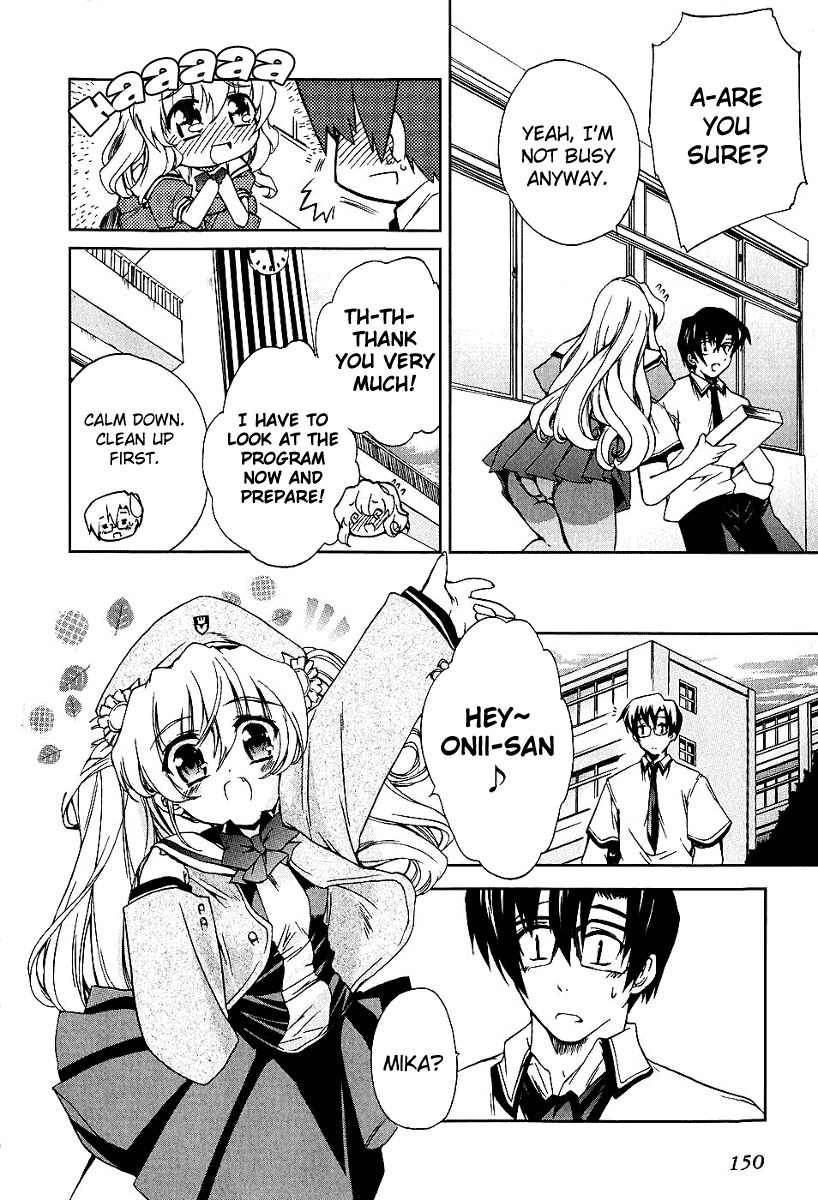 A-ARE
YOU
SURE?
YEAH, I'M
NOT BUSY
ANYWAY.
Haaaaaa
TH-TH-
THANK
YOU VERY
MUCH!
I HAVE TO
LOOK AT THE
PROGRAM
NOW AND
PREPARE!
CALM DOWN.
CLEAN UP
FIRST.
HEY~
ONII-SAN
♪
MIKA?
150